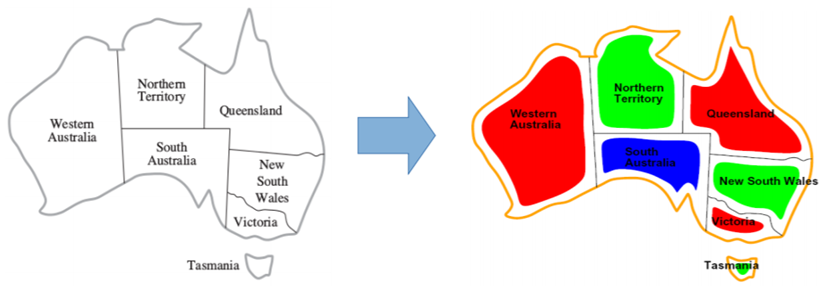 Northern
Territory
Western
Australia
Queensland
South
Australia
New
South
Wales
Victoria
Tasmania
Northern
Territory
Western
Australia
Queensland
South
Australia
New South Wales
Victoria
Tasmania